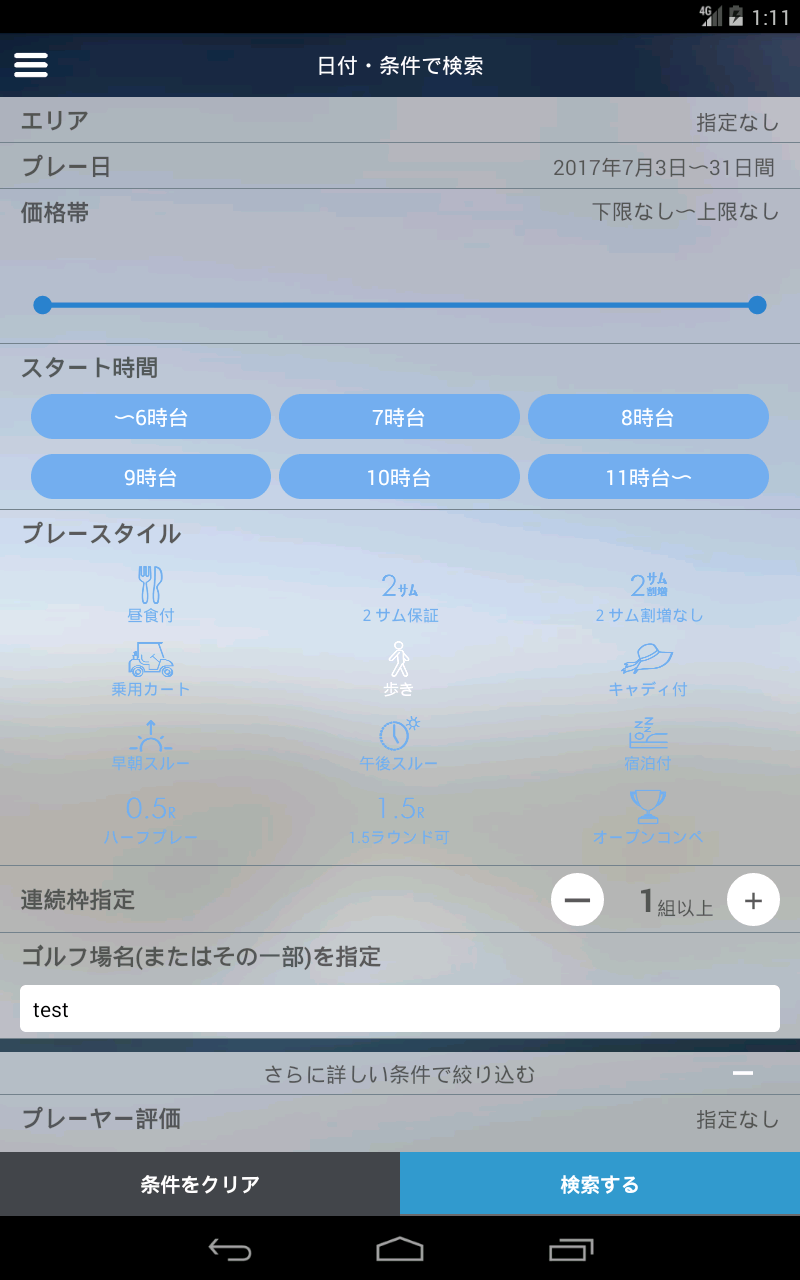 4G 1:11
日付・条件で検索
エリア 指定なし
プレー日 2017年7月3日〜31日間
価格帯 下限なし〜上限なし
スタート時間
〜6時台 7時台 8時台
9時台 10時台 11時台〜
プレースタイル
2サム 2サム割増
昼食付 2サム保証 2サム割増なし
乗用カート 歩き キャディ付
zz z
早朝スルー 午後スルー 宿泊付
0.5R 1.5R
ハーフプレー 1.5ラウンド可 オープンコンペ
連続枠指定 − 1組以上 +
ゴルフ場名(またはその一部)を指定
test
さらに詳しい条件で絞り込む −
プレーヤー評価 指定なし
条件をクリア 検索する